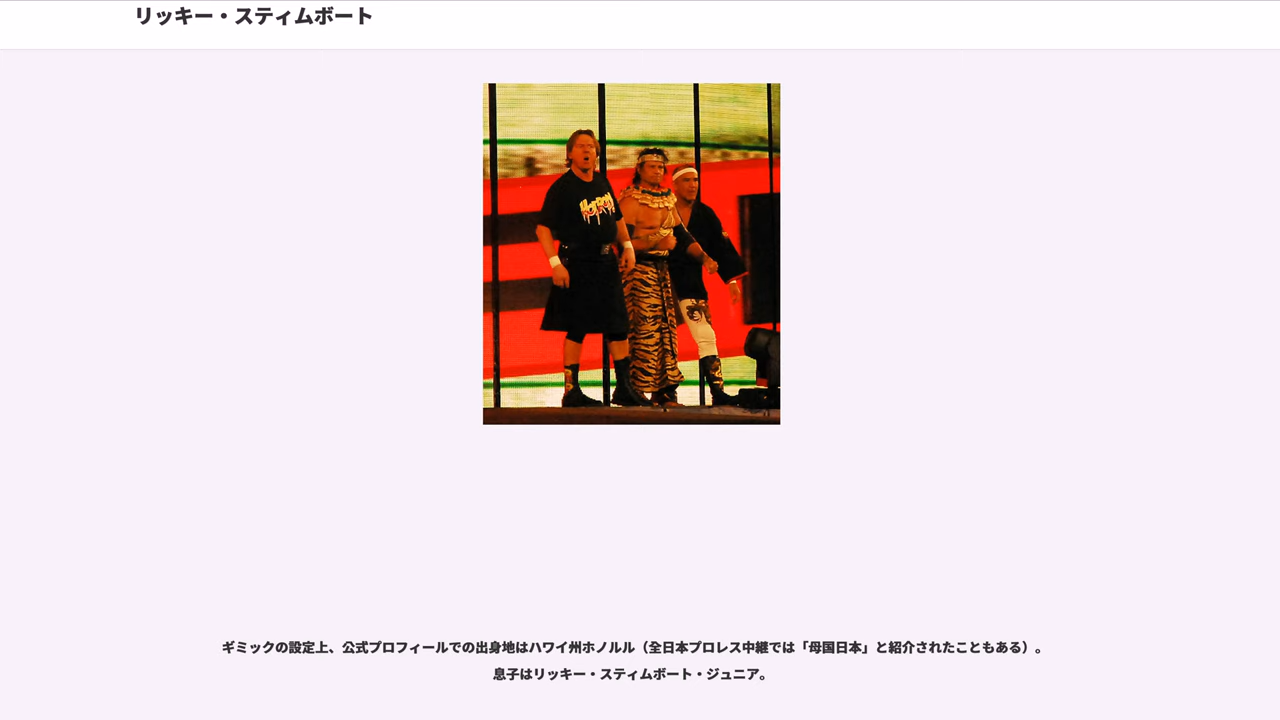 リッキー・スティムボート
ギミックの設定上、公式プロフィールでの出身地はハワイ州ホノルル（全日本プロレス中継では「母国日本」と紹介されたこともある）。
息子はリッキー・スティムボート・ジュニア。